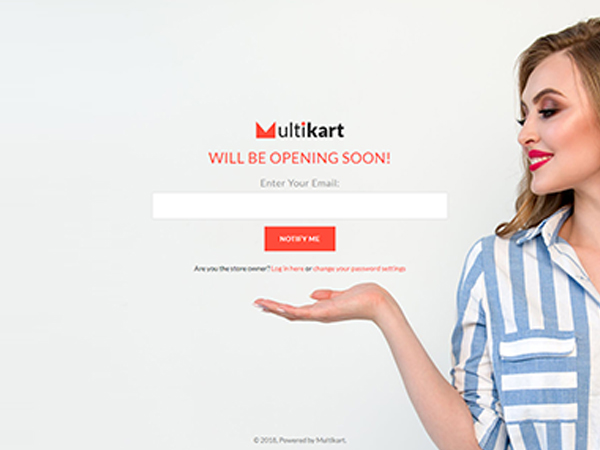 Multikart
WILL BE OPENING SOON!
Enter Your Email:
NOTIFY ME
Are you the store owner? Log in here or change your password settings
© 2018, Powered by Multikart.